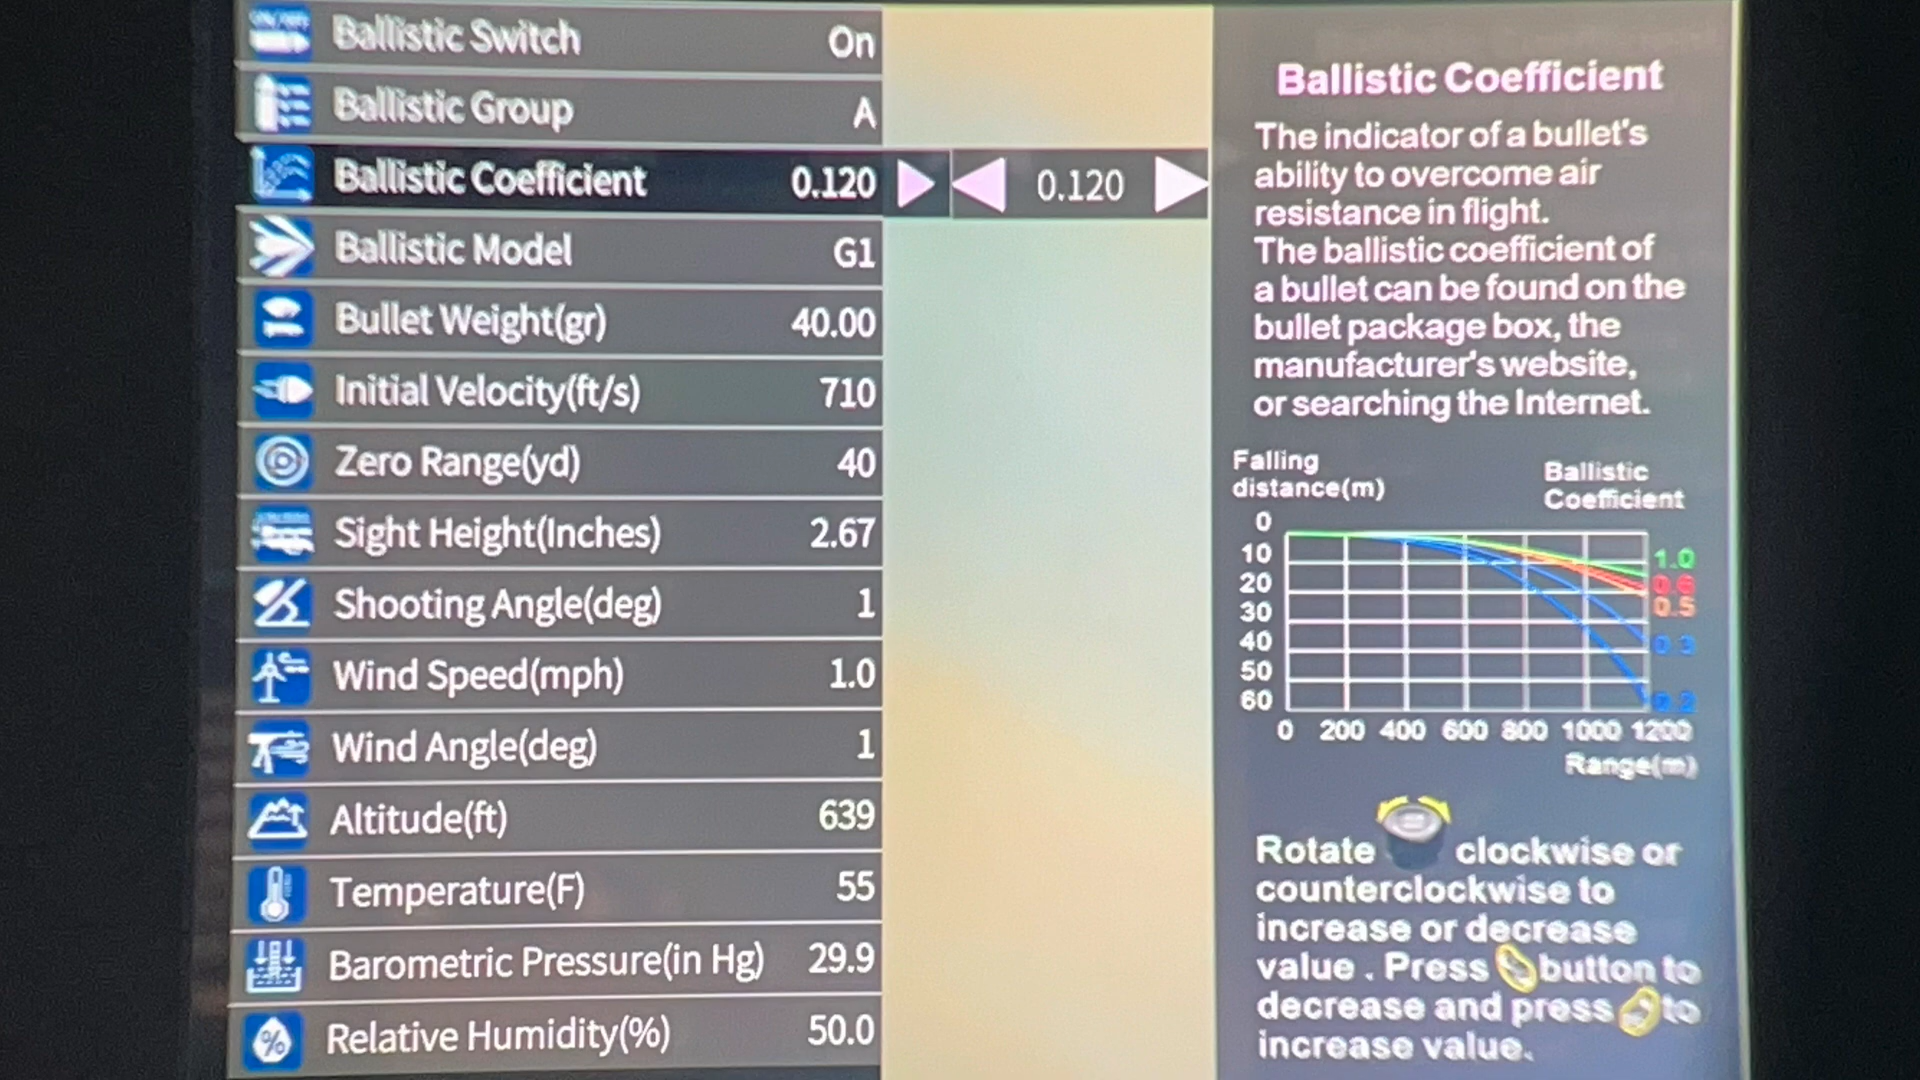 Ballistic Switch On
Ballistic Group A
Ballistic Coefficient 0.120 0.120
Ballistic Model G1
Bullet Weight(gr) 40.00
Initial Velocity(ft/s) 710
Zero Range(yd) 40
Sight Height(Inches) 2.67
Shooting Angle(deg) 1
Wind Speed(mph) 1.0
Wind Angle(deg) 1
Altitude(ft) 639
Temperature(F) 55
Barometric Pressure(in Hg) 29.9
Relative Humidity(%) 50.0
Ballistic Coefficient
The indicator of a bullet's
ability to overcome air
resistance in flight.
The ballistic coefficient of
a bullet can be found on the
bullet package box, the
manufacturer's website,
or searching the Internet.
Falling
distance(m)
Ballistic
Coefficient
0
10
20
30
40
50
60
1.0
0.6
0.5
0.3
0.2
0 200 400 600 800 1000 1200
Range(m)
Rotate clockwise or
counterclockwise to
increase or decrease
value . Press button to
decrease and press to
increase value.